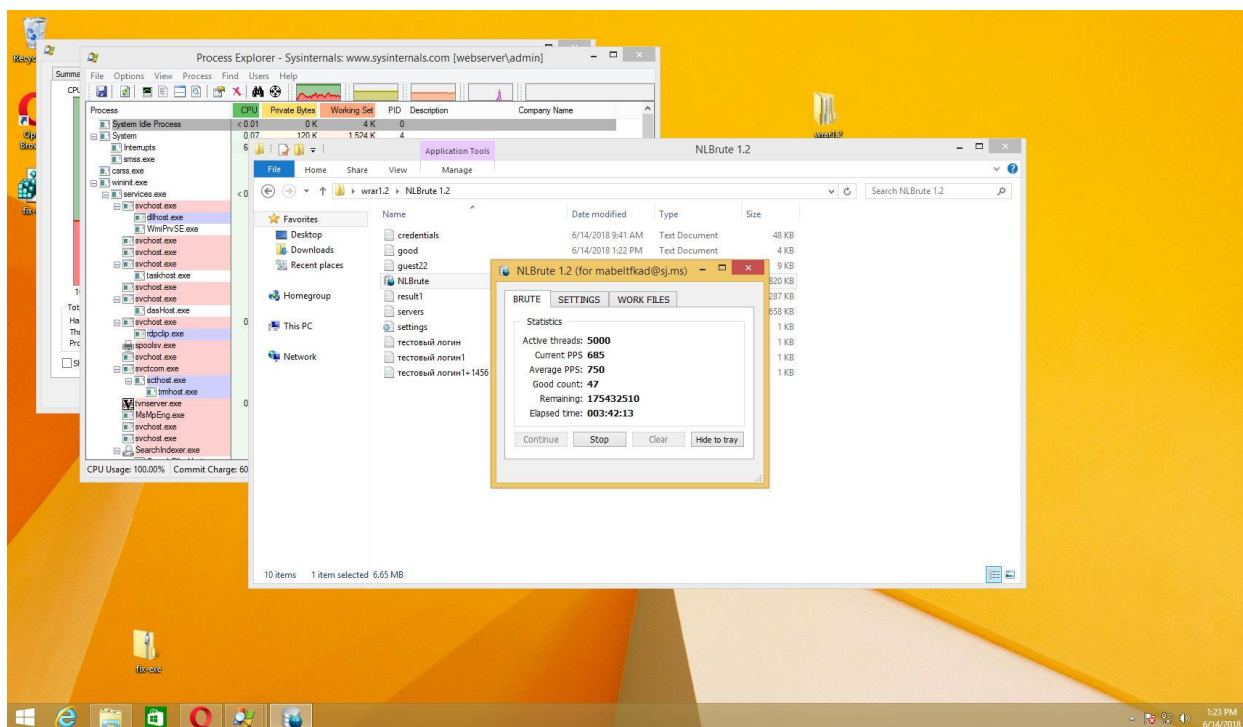 Process Explorer - Sysinternals: www.sysinternals.com [webserver\admin]
File Options View Process Find Users Help
Process CPU Private Bytes Working Set PID Description Company Name
System Idle Process < 0.01 0 K 4 K 0
System 0.07 120 K 1 524 K 4
Interrupts 6
smss.exe
csrss.exe
wininit.exe
services.exe < 0
svchost.exe
dllhost.exe
WmiPrvSE.exe
svchost.exe
svchost.exe
svchost.exe
taskhost.exe
svchost.exe
svchost.exe
dasHost.exe
svchost.exe 0
rdpclip.exe
spoolsv.exe
svchost.exe
svctcom.exe
scthost.exe
tmhost.exe
tvnserver.exe 0
MsMpEng.exe
svchost.exe
svchost.exe
SearchIndexer.exe
CPU Usage: 100.00% Commit Charge: 60
Application Tools
NLBrute 1.2
File Home Share View Manage
wrar1.2 NLBrute 1.2
Search NLBrute 1.2
Favorites
Desktop
Downloads
Recent places
Homegroup
This PC
Network
Name Date modified Type Size
credentials 6/14/2018 9:41 AM Text Document 48 KB
good 6/14/2018 1:22 PM Text Document 4 KB
guest22 9 KB
NLBrute 820 KB
result1 287 KB
servers 658 KB
settings 1 KB
тестовый логин 1 KB
тестовый логин1 1 KB
тестовый логин1+1456 1 KB
10 items 1 item selected 6.65 MB
NLBrute 1.2 (for mabeltfkad@sj.ms)
BRUTE SETTINGS WORK FILES
Statistics
Active threads: 5000
Current PPS 685
Average PPS: 750
Good count: 47
Remaining: 175432510
Elapsed time: 003:42:13
Continue Stop Clear Hide to tray
fix-exe
1:23 PM
6/14/2018